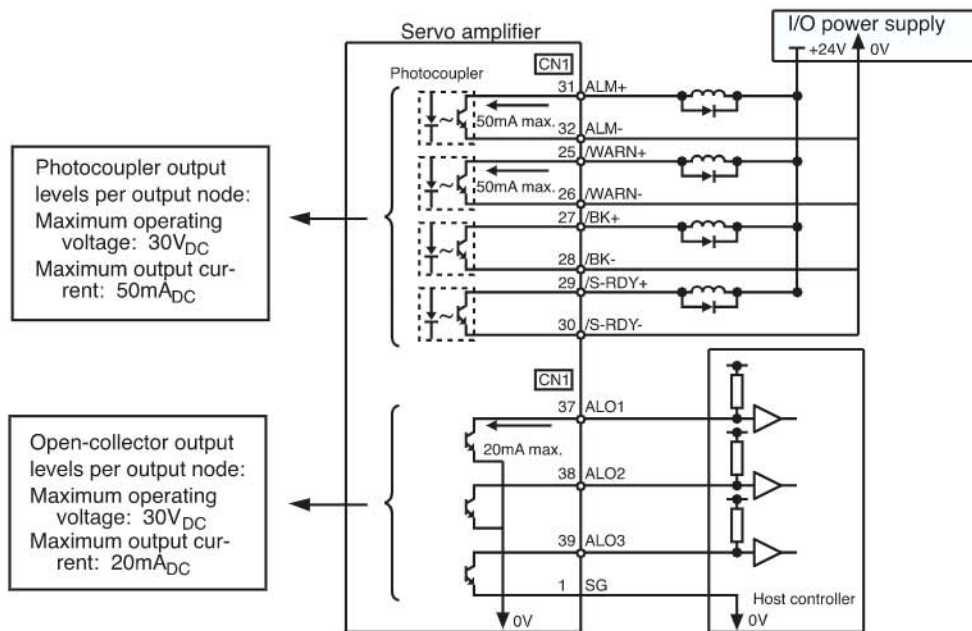 I/O power supply
+24V
0V
Servo amplifier
CN1
Photocoupler
31
ALM+
50mA max.
32
ALM-
25
/WARN+
50mA max.
26
/WARN-
27
/BK+
28
/BK-
29
/S-RDY+
30
/S-RDY-
Photocoupler output
levels per output node:
Maximum operating
voltage: 30VDC
Maximum output cur-
rent: 50mADC
CN1
37
ALO1
20mA max.
38
ALO2
39
ALO3
1
SG
0V
Host controller
0V
Open-collector output
levels per output node:
Maximum operating
voltage: 30VDC
Maximum output cur-
rent: 20mADC